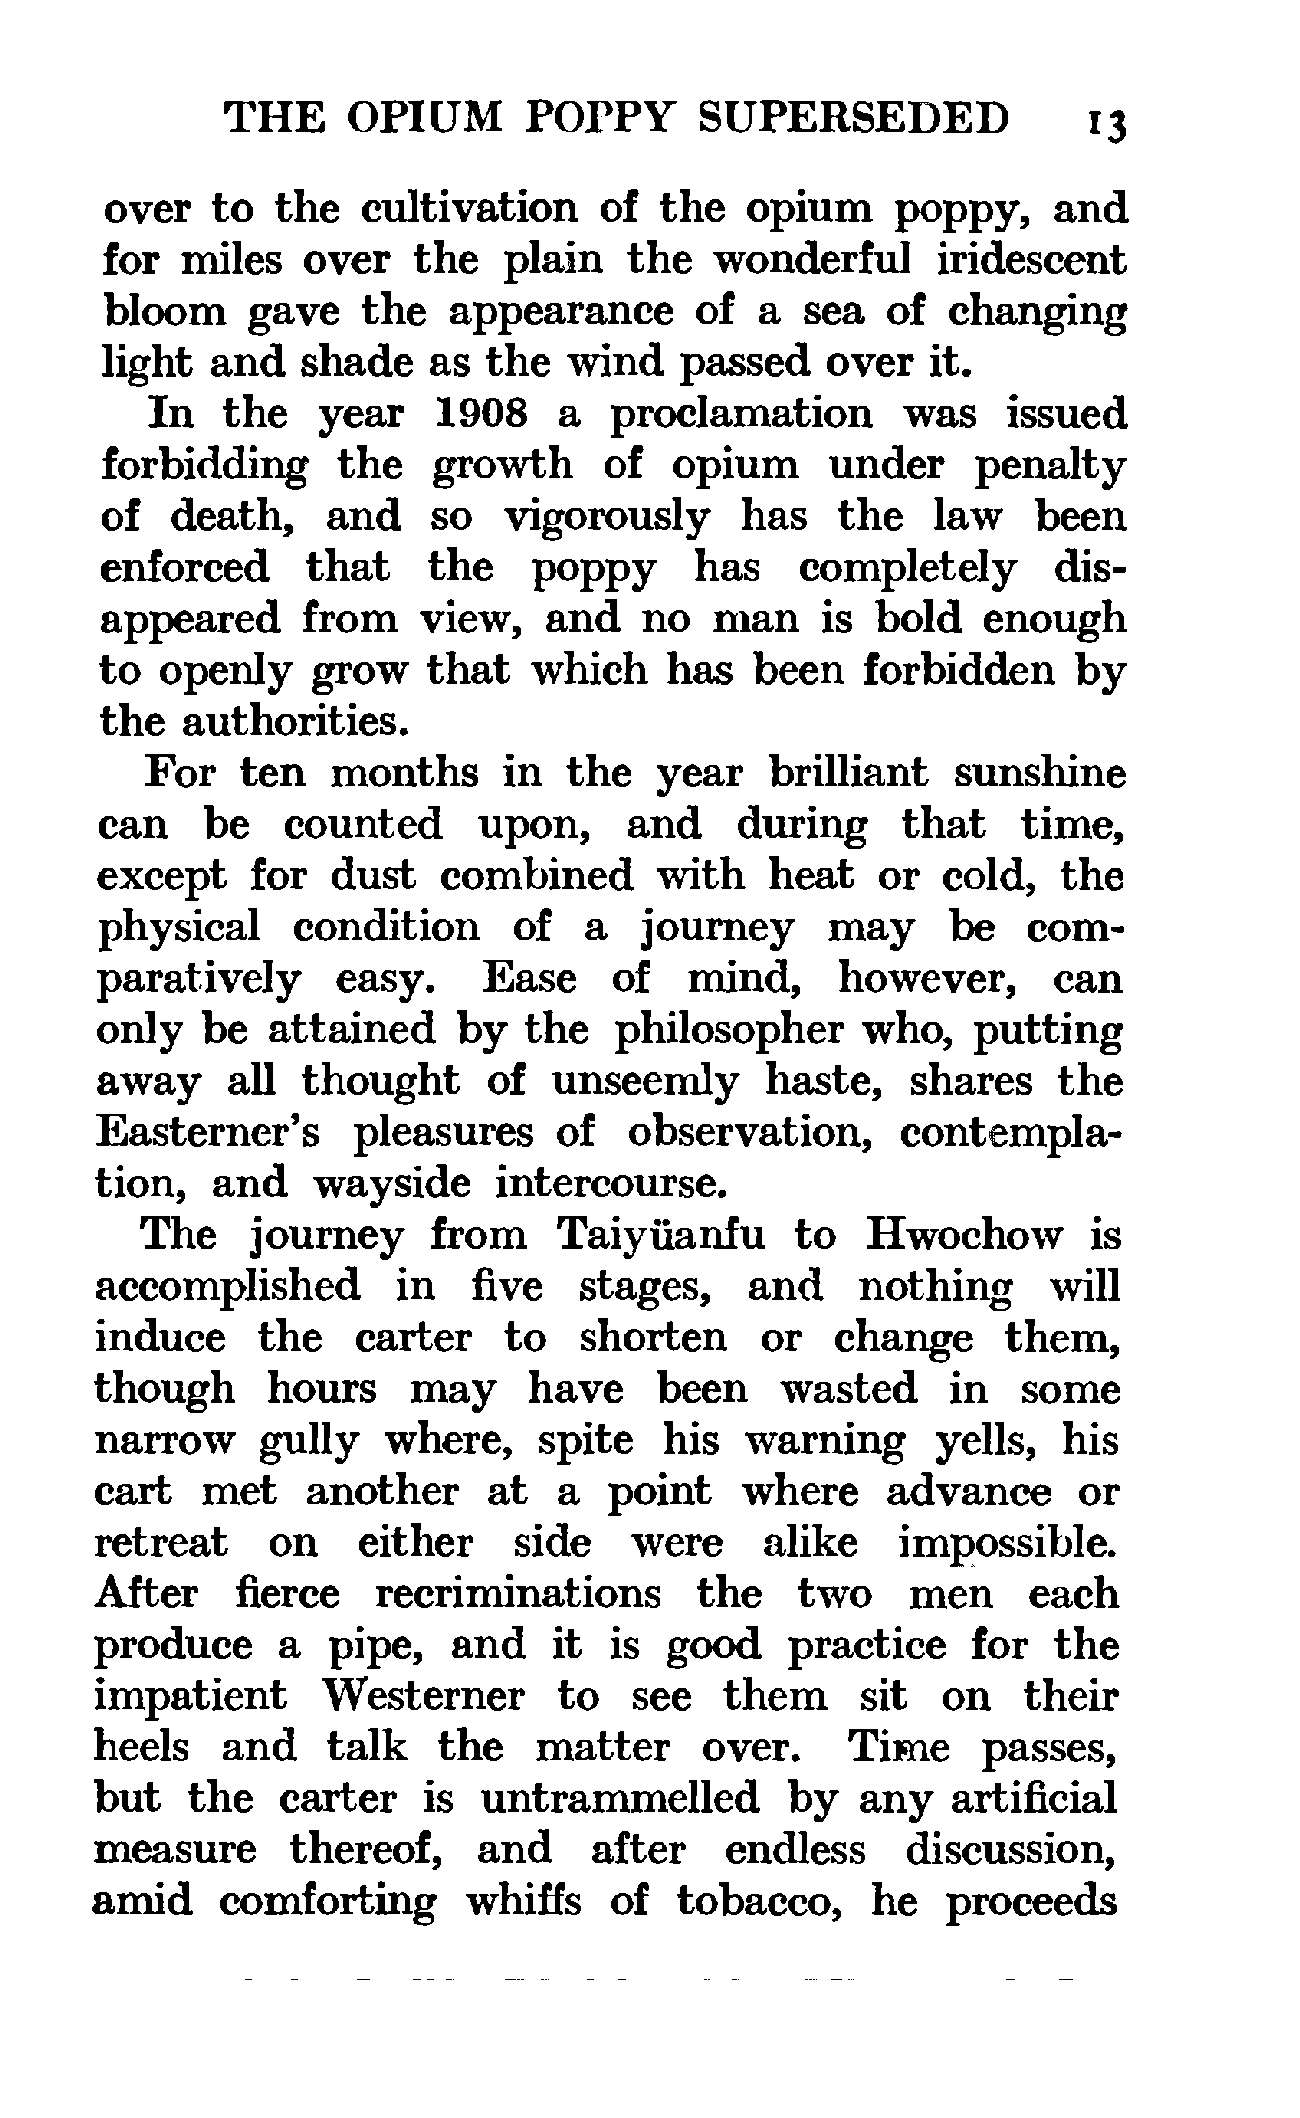 THE OPIUM POPPY SUPERSEDED 13
over to the cultivation of the opium poppy, and
for miles over the plain the wonderful iridescent
bloom gave the appearance of a sea of changing
light and shade as the wind passed over it.
In the year 1908 a proclamation was issued
forbidding the growth of opium under penalty
of death, and so vigorously has the law been
enforced that the poppy has completely dis-
appeared from view, and no man is bold enough
to openly grow that which has been forbidden by
the authorities.
For ten months in the year brilliant sunshine
can be counted upon, and during that time,
except for dust combined with heat or cold, the
physical condition of a journey may be com-
paratively easy. Ease of mind, however, can
only be attained by the philosopher who, putting
away all thought of unseemly haste, shares the
Easterner's pleasures of observation, contempla-
tion, and wayside intercourse.
The journey from Taiyüanfu to Hwochow is
accomplished in five stages, and nothing will
induce the carter to shorten or change them,
though hours may have been wasted in some
narrow gully where, spite his warning yells, his
cart met another at a point where advance or
retreat on either side were alike impossible.
After fierce recriminations the two men each
produce a pipe, and it is good practice for the
impatient Westerner to see them sit on their
heels and talk the matter over. Time passes,
but the carter is untrammelled by any artificial
measure thereof, and after endless discussion,
amid comforting whiffs of tobacco, he proceeds